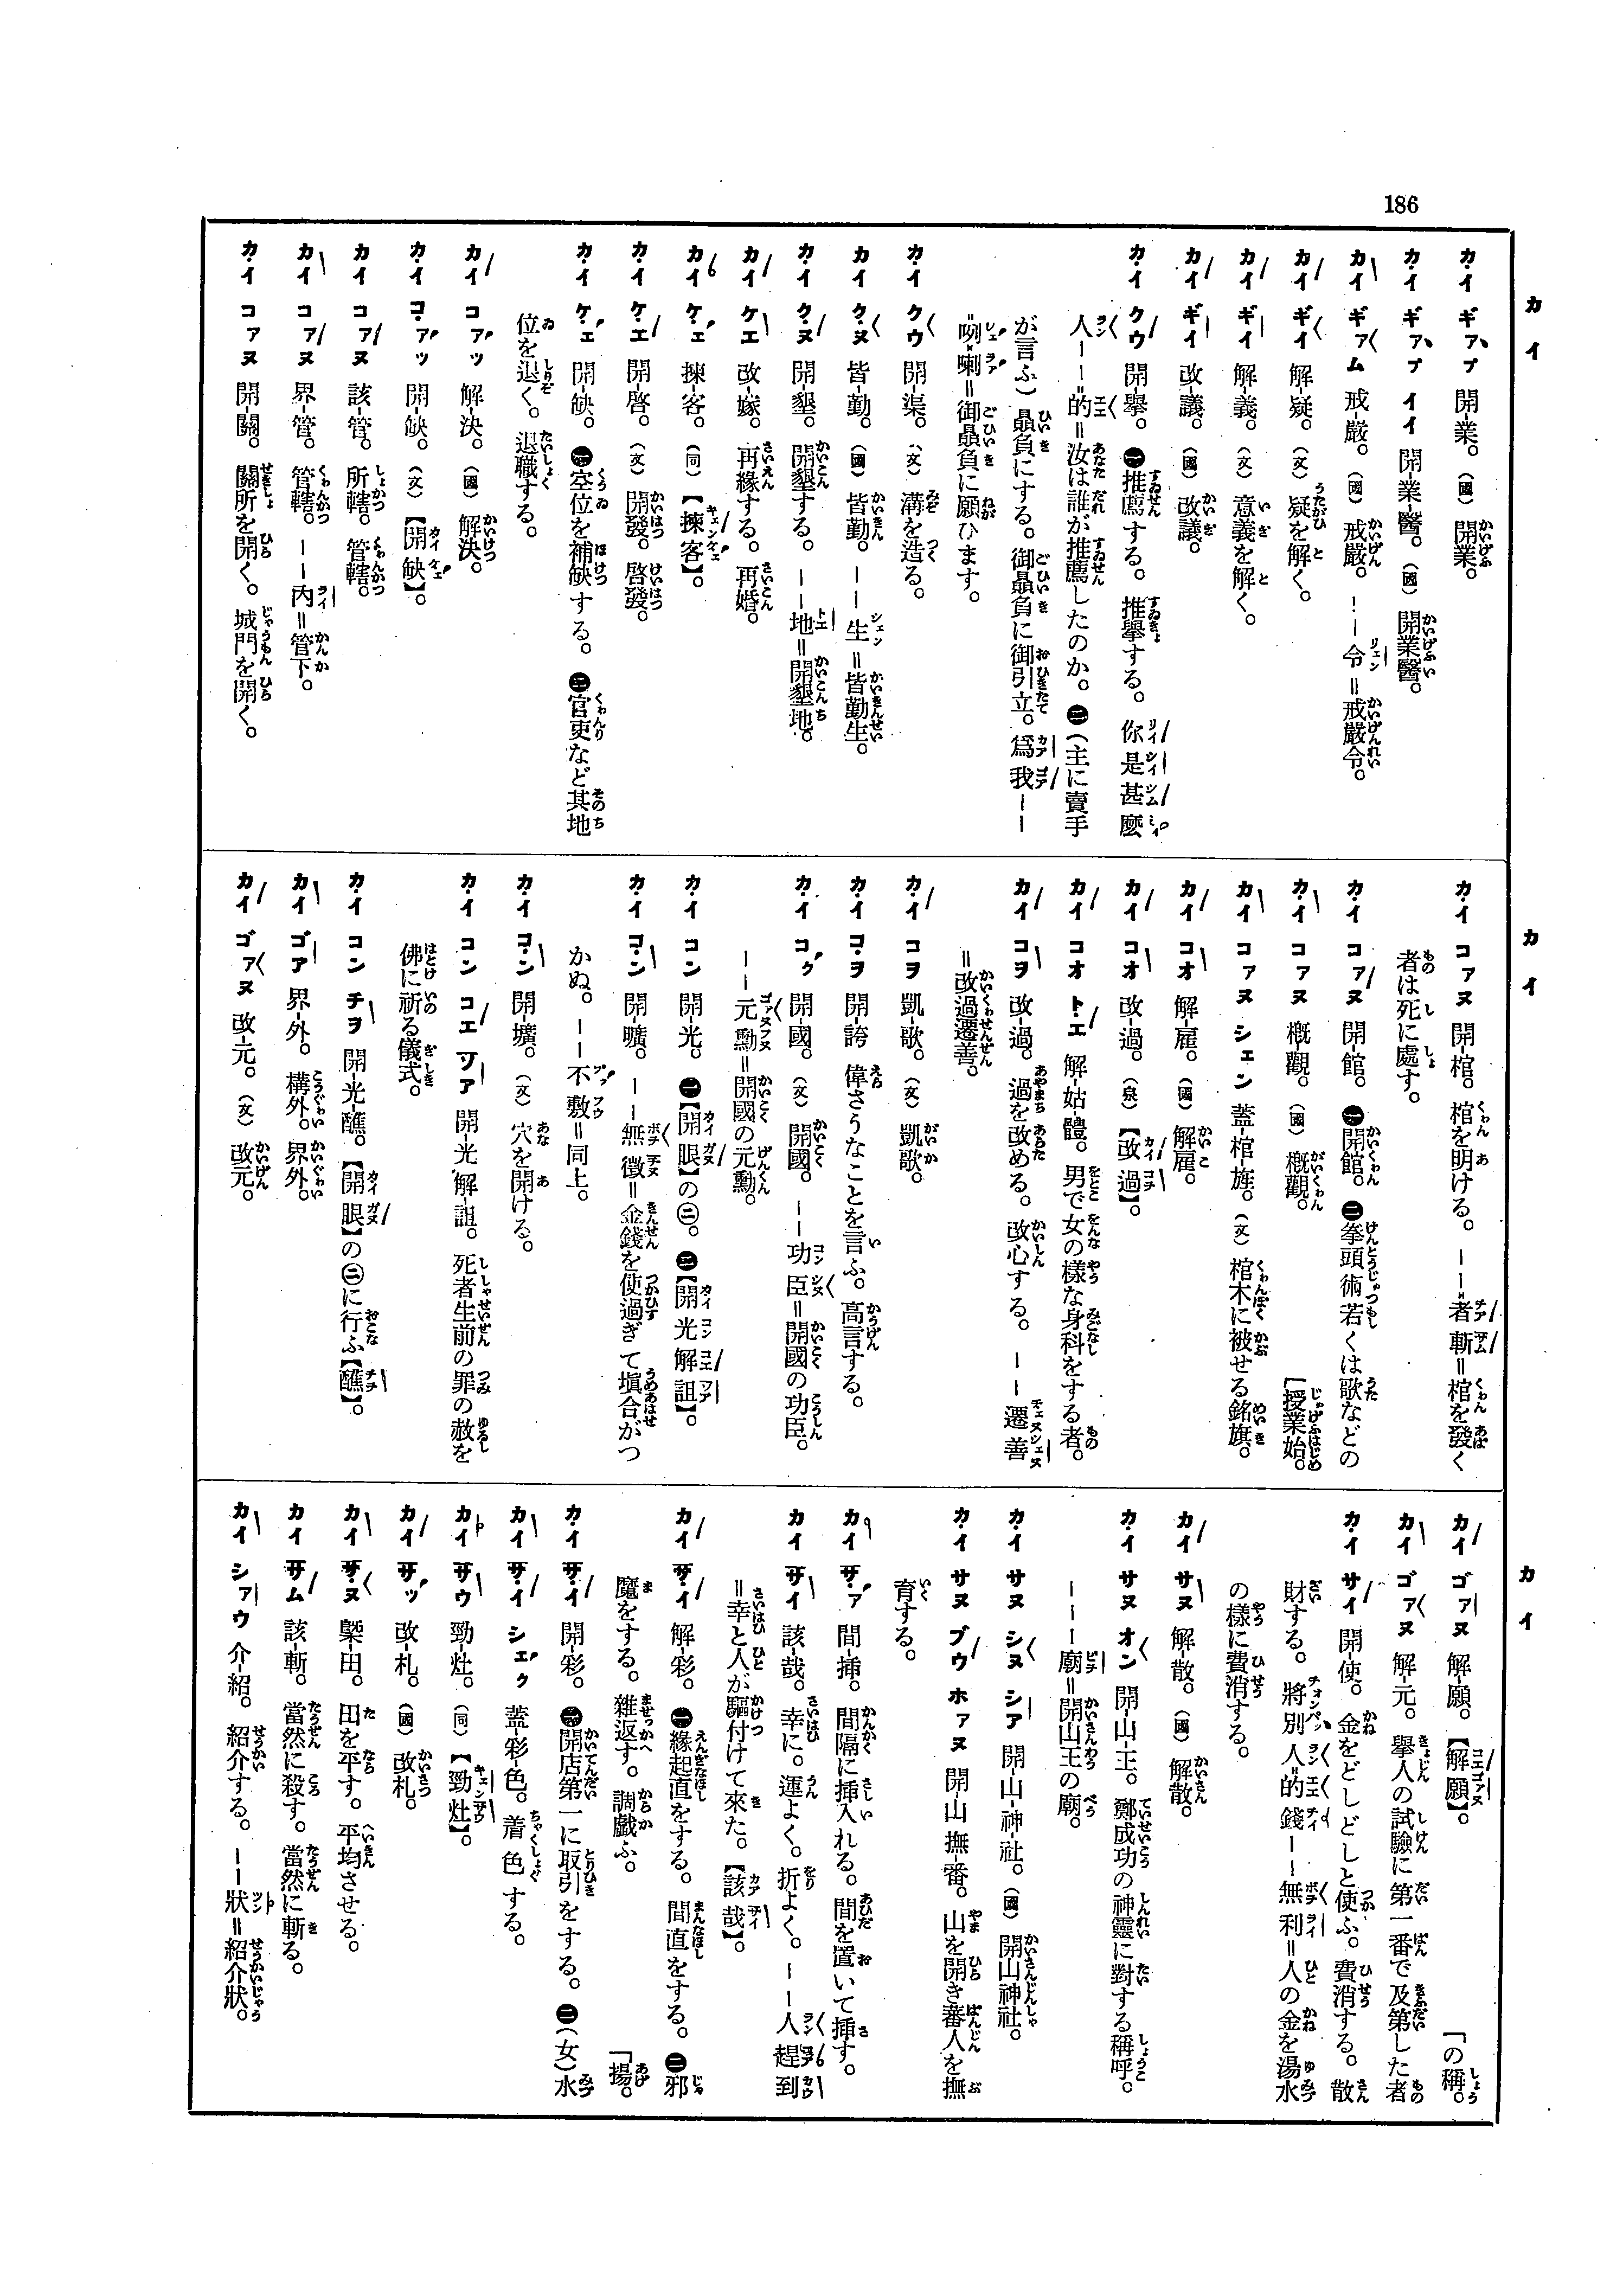 186
カイ
カイ ギァプ 開-業。(國) 開業。
カイ ギァプ イイ 開-業-醫。(國) 開業醫。
カイ ギァム 戒-嚴。(國) 戒嚴。 ——令=戒嚴令。
カイ ギイ 解-疑。(文) 疑を解く。
カイ ギイ 解-義。(文) 意義を解く。
カイ ギイ 改-議。(國) 改議。
カイ クウ 開-擧。㊀推薦する。推擧する。 你是甚麼
人——的=汝は誰が推薦したのか。㊁(主に賣手
が言ふ)贔負にする。御贔負に御引立。爲我——
咧喇=御贔負に願ひます。
カイ クウ 開-渠。(文) 溝を造る。
カイ クヌ 皆-勤。(國) 皆勤。 ——生=皆勤生。
カイ クヌ 開-墾。 開墾する。 ——地=開墾地。
カイ ケエ 改-嫁。 再緣する。再婚。
カイ ケェ 揀-客。(同)【揀客】。
カイ ケエ 開-啓。(文) 開發。啓發。
カイ ケェ 開-缺。㊀空位を補缺する。㊁官吏など其地
位を退く。退職する。
カイ コァッ 解-決。(國) 解決。
カイ コァッ 開-缺。(文)【開缺】。
カイ コァヌ 該-管。 所轄。管轄。
カイ コァヌ 界-管。 管轄。 ——內=管下。
カイ コァヌ 開-關。 關所を開く。城門を開く。
カイ
カイ コァヌ 開-棺。 棺を明ける。 ——者斬=棺を發く
者は死に處す。
カイ コァヌ 開-館。㊀開館。㊁拳頭術若くは歌などの
カイ コァヌ 槪-觀。(國) 槪觀。 「授業始。
カイ コァヌ シェン 蓋-棺-旌。(文) 棺木に被せる銘旗。
カイ コオ 解-雇。(國) 解雇。
カイ コオ 改-過。(泉)【改過】。
カイ コオ トエ 解-姑-體。 男で女の樣な身科をする者。
カイ コヲ 改-過。 過を改める。改心する。 ——遷善
=改過遷善。
カイ コヲ 凱-歌。(文) 凱歌。
カイ コヲ 開-誇 偉さうなことを言ふ。高言する。
カイ コク 開-國。(文) 開國。 ——功臣=開國の功臣。
——元勳=開國の元勳。
カイ コン 開-光。㊀【開眼】の㊁。㊁【開光解詛】。
カイ コン 開-曠。 ——無徵=金錢を使過ぎて塡合がつ
かぬ。——不敷=同上。
カイ コン 開-壙。(文) 穴を開ける。
カイ コン コエ ツァ 開-光-解-詛。 死者生前の罪の赦を
佛に祈る儀式。
カイ コン チヲ 開-光-醮。【開眼】の㊁に行ふ【醮】。
カイ ゴア 界-外。 構外。界外。
カイ ゴァヌ 改-元。(文) 改元。
カイ
カイ ゴァヌ 解-願。【解願】。 「の稱。
カイ ゴァヌ 解-元。 擧人の試驗に第一番で及第した者
カイ サイ 開-使。 金をどしどしと使ふ。費消する。散
財する。將別人的錢——無利=人の金を湯水
の樣に費消する。
カイ サヌ 解-散。(國) 解散。
カイ サヌ オン 開-山-王。 鄭成功の神靈に對する稱呼。
——廟=開山王の廟。
カイ サヌ シヌ シア 開-山-神-社。(國) 開山神社。
カイ サヌ ブウ ホァヌ 開-山-撫-番。 山を開き蕃人を撫
育する。
カイ サァ 間-揷。 間隔に揷入れる。間を置いて揷す。
カイ サイ 該-哉。 幸に。運よく。折よく。 ——人趕到
=幸と人が驅付けて來た。【該哉】。
カイ サイ 解-彩。㊀緣起直をする。間直をする。㊁邪
魔をする。雜返す。調戲ふ。 「揚。
カイ サイ 開-彩。㊀開店第一に取引をする。㊁(女)水
カイ サイ シェク 蓋-彩-色。 着色する。
カイ サウ 勁-灶。(同)【勁灶】。
カイ サッ 改-札。(國) 改札。
カイ サヌ 槩-田。 田を平す。平均させる。
カイ サム 該-斬。 當然に殺す。當然に斬る。
カイ シァウ 介-紹。 紹介する。 ——狀=紹介狀。